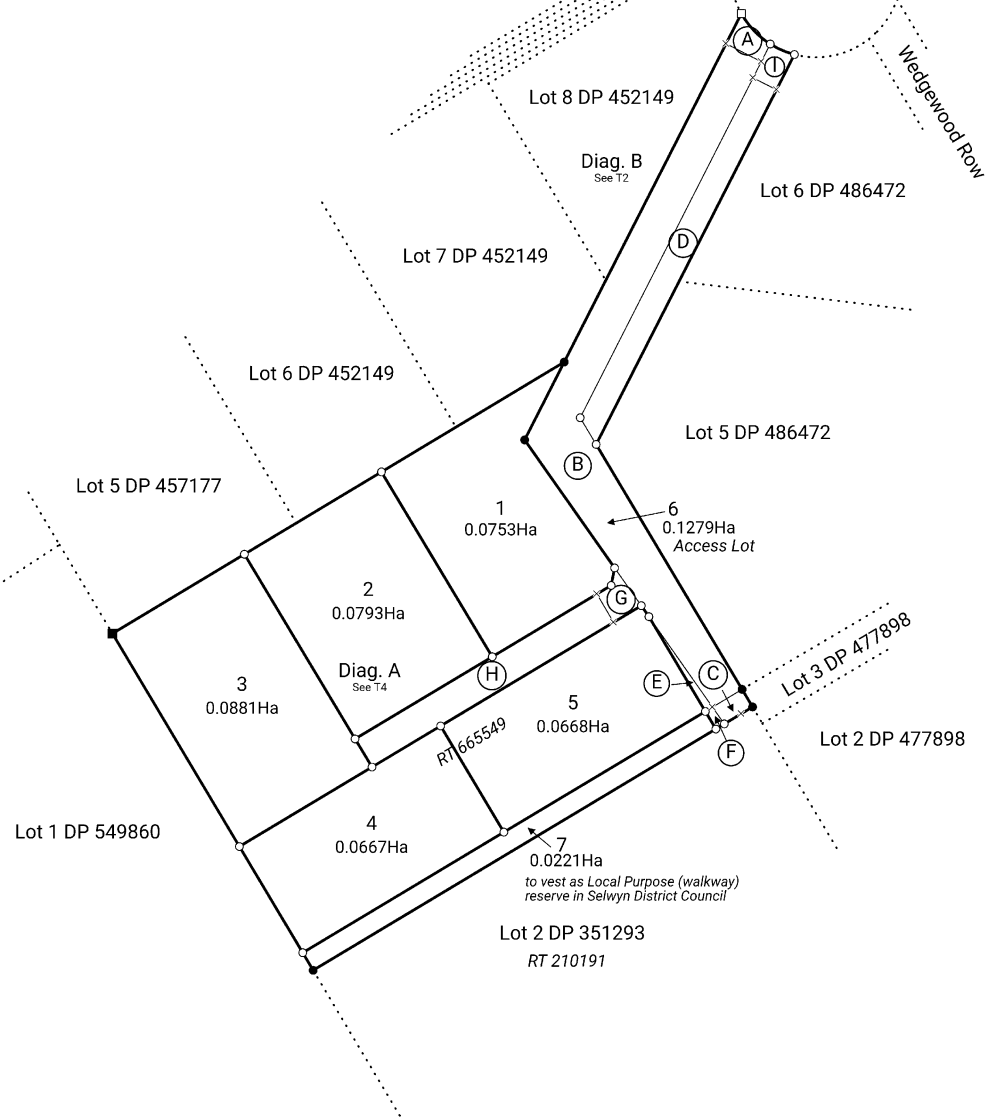 A
I
Wedgewood Row
Lot 8 DP 452149
Diag. B
See T2
Lot 6 DP 486472
D
Lot 7 DP 452149
Lot 6 DP 452149
Lot 5 DP 486472
B
Lot 5 DP 457177
1
0.0753Ha
6
0.1279Ha
Access Lot
2
0.0793Ha
G
Lot 3 DP 477898
Diag. A
See T4
H
3
0.0881Ha
E
C
5
0.0668Ha
RT 665549
F
Lot 2 DP 477898
4
0.0667Ha
Lot 1 DP 549860
7
0.0221Ha
to vest as Local Purpose (walkway)
reserve in Selwyn District Council
Lot 2 DP 351293
RT 210191